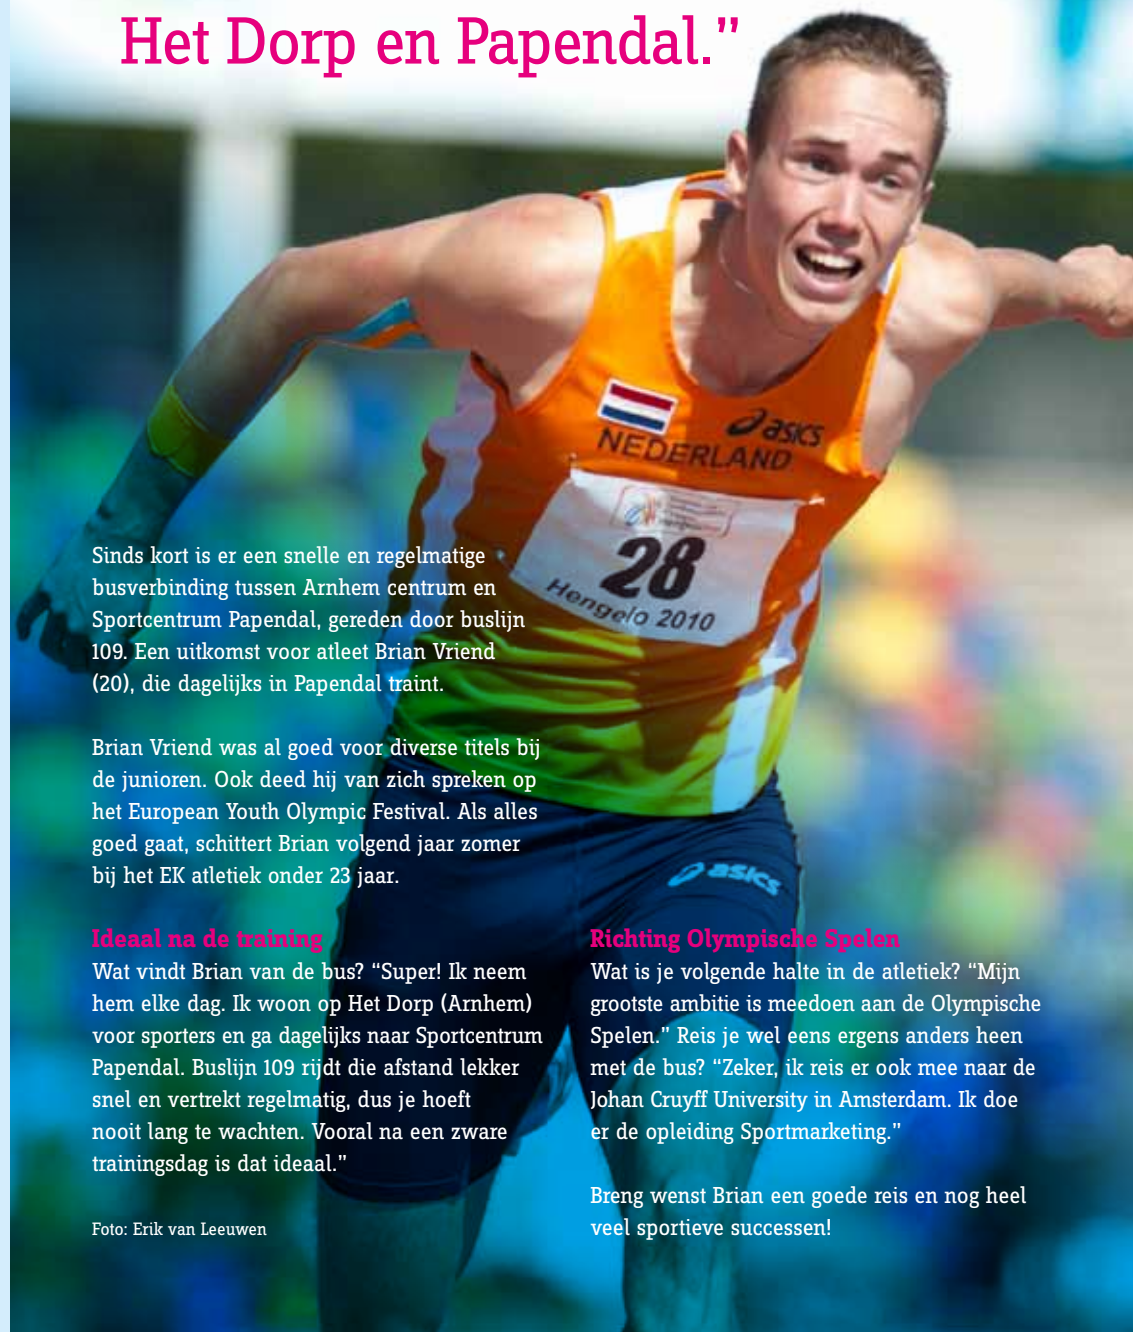 Het Dorp en Papendal.”
asics
NEDERLAND
28
Hengelo 2010
asics
Sinds kort is er een snelle en regelmatige
busverbinding tussen Arnhem centrum en
Sportcentrum Papendal, gereden door buslijn
109. Een uitkomst voor atleet Brian Vriend
(20), die dagelijks in Papendal traint.
Brian Vriend was al goed voor diverse titels bij
de junioren. Ook deed hij van zich spreken op
het European Youth Olympic Festival. Als alles
goed gaat, schittert Brian volgend jaar zomer
bij het EK atletiek onder 23 jaar.
Ideaal na de training
Wat vindt Brian van de bus? “Super! Ik neem
hem elke dag. Ik woon op Het Dorp (Arnhem)
voor sporters en ga dagelijks naar Sportcentrum
Papendal. Buslijn 109 rijdt die afstand lekker
snel en vertrekt regelmatig, dus je hoeft
nooit lang te wachten. Vooral na een zware
trainingsdag is dat ideaal.”
Foto: Erik van Leeuwen
Richting Olympische Spelen
Wat is je volgende halte in de atletiek? “Mijn
grootste ambitie is meedoen aan de Olympische
Spelen.” Reis je wel eens ergens anders heen
met de bus? “Zeker, ik reis er ook mee naar de
Johan Cruyff University in Amsterdam. Ik doe
er de opleiding Sportmarketing.”
Breng wenst Brian een goede reis en nog heel
veel sportieve successen!